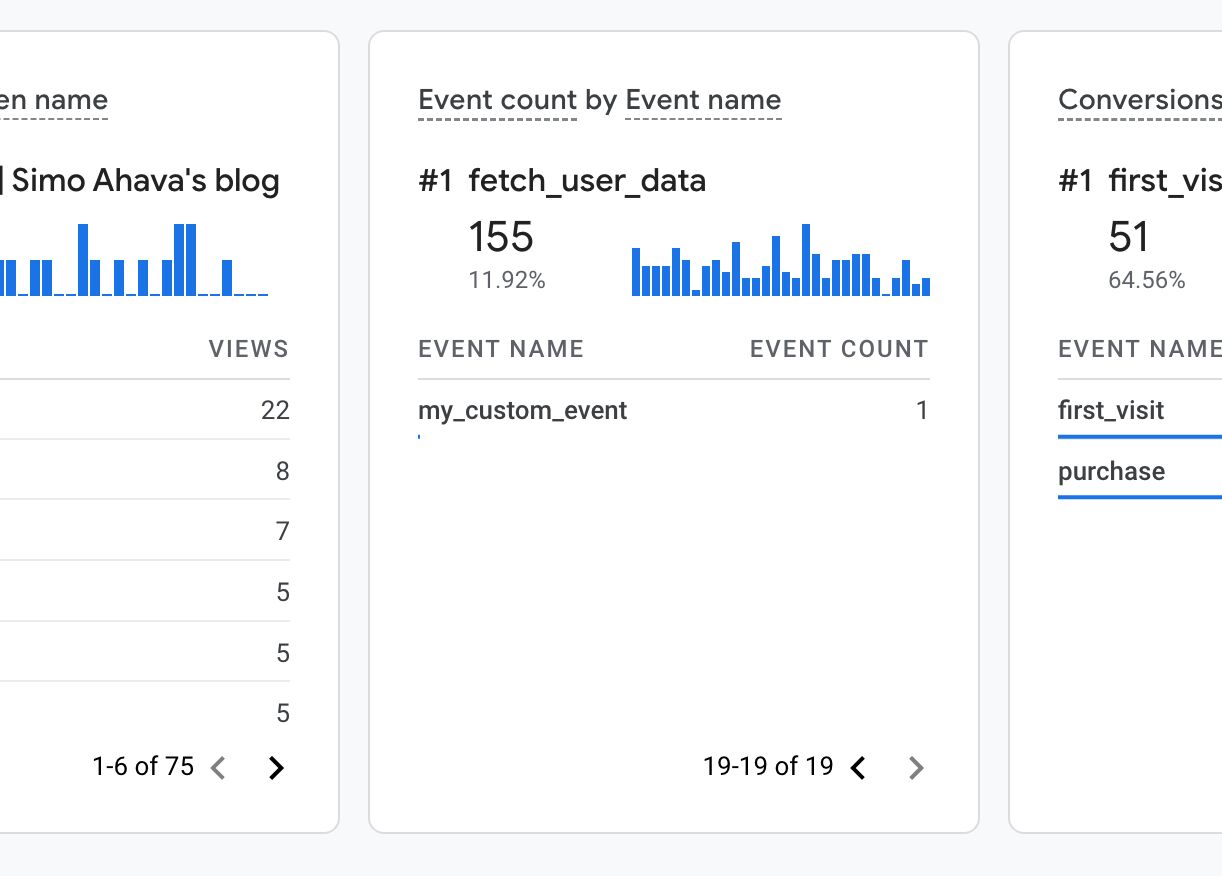 en name
| Simo Ahava's blog
VIEWS
22
8
7
5
5
5
1-6 of 75
Event count by Event name
#1 fetch_user_data
155
11.92%
EVENT NAME EVENT COUNT
my_custom_event 1
19-19 of 19
Conversions
#1 first_vis
51
64.56%
EVENT NAME
first_visit
purchase